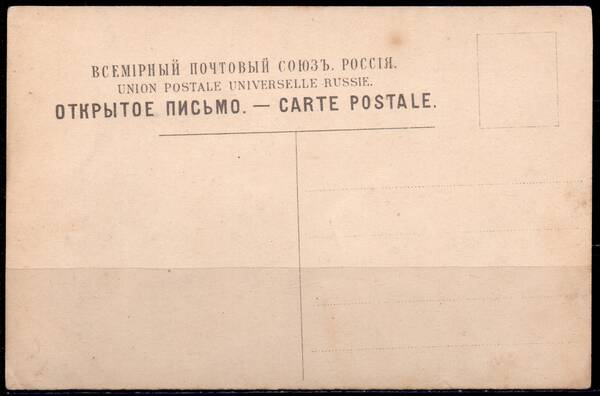 ВСЕМІРНЫЙ ПОЧТОВЫЙ СОЮЗЪ. РОССІЯ.
UNION POSTALE UNIVERSELLE RUSSIE.
ОТКРЫТОЕ ПИСЬМО. — CARTE POSTALE.